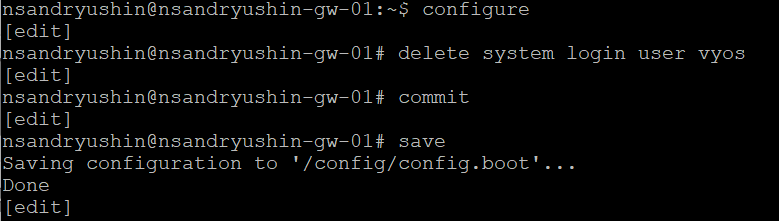 nsandryushin@nsandryushin-gw-01:~$ configure
[edit]
nsandryushin@nsandryushin-gw-01# delete system login user vyos
[edit]
nsandryushin@nsandryushin-gw-01# commit
[edit]
nsandryushin@nsandryushin-gw-01# save
Saving configuration to '/config/config.boot'...
Done
[edit]